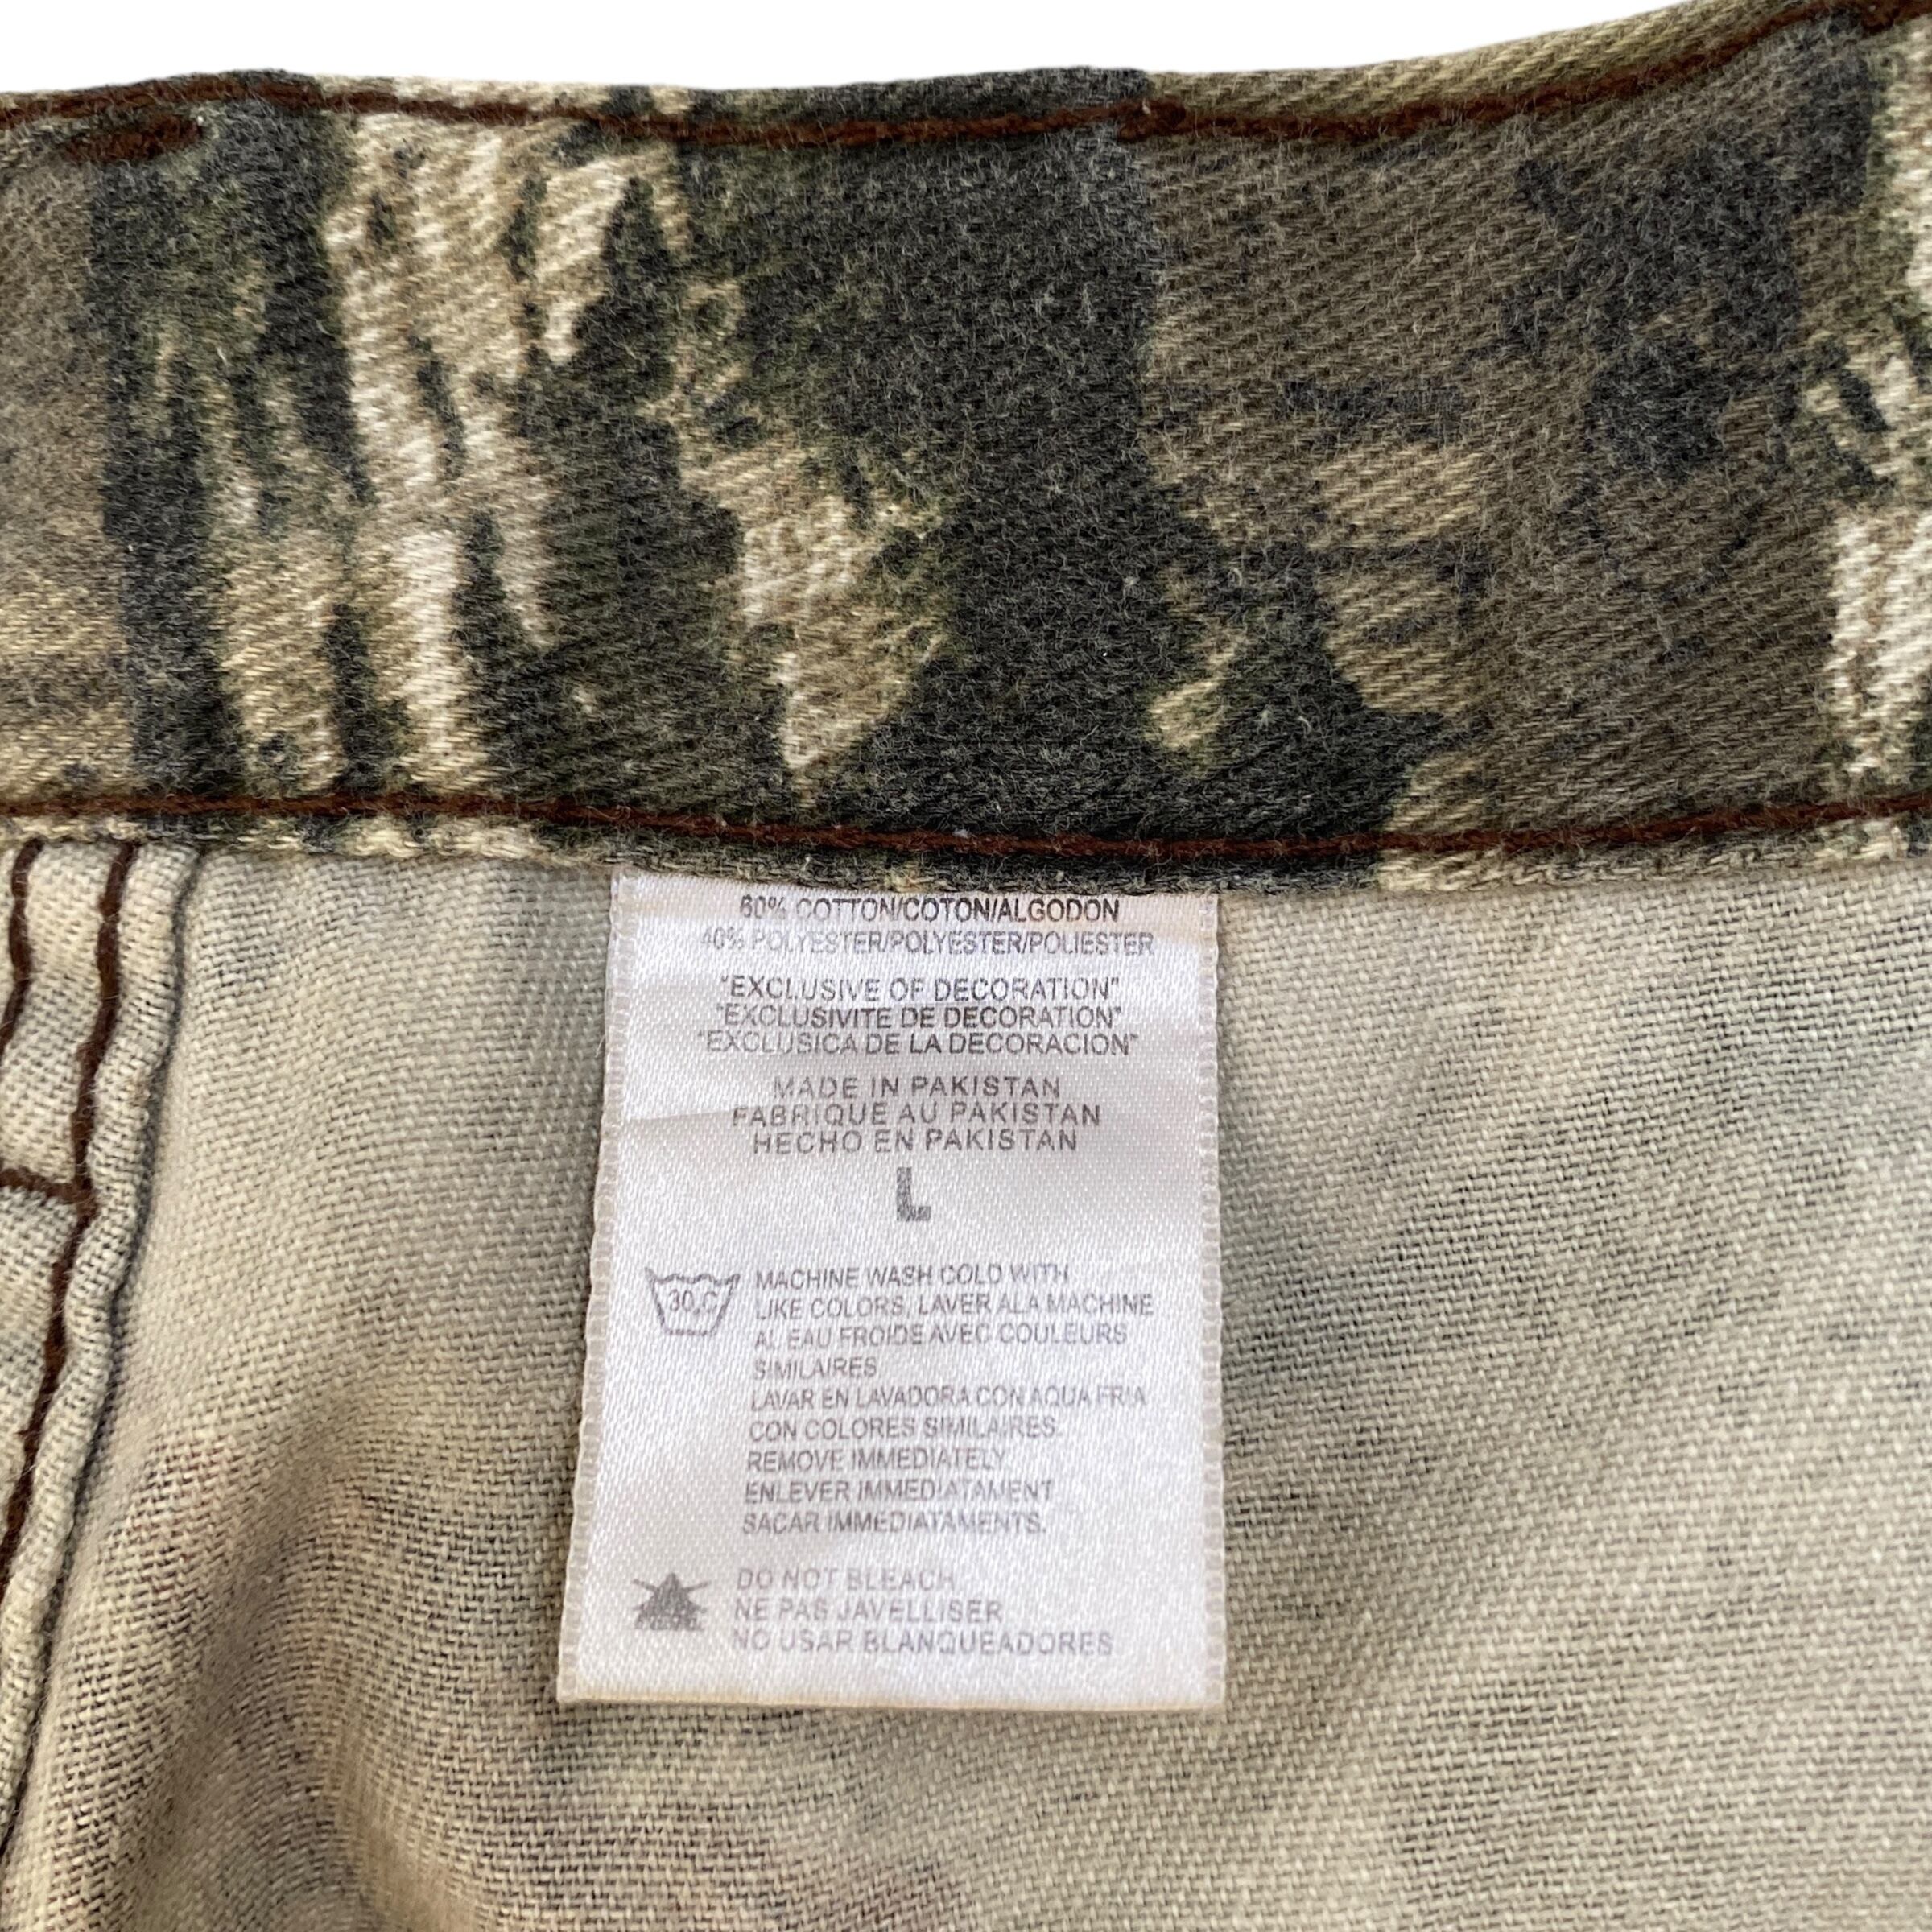 60% COTTON/COTON/ALGODON
40% POLYESTER/POLYESTER/POLIESTER
"EXCLUSIVE OF DECORATION"
"EXCLUSIVITE DE DECORATION"
"EXCLUSICA DE LA DECORACION"
MADE IN PAKISTAN
FABRIQUE AU PAKISTAN
HECHO EN PAKISTAN
L
30.C
MACHINE WASH COLD WITH
LIKE COLORS, LAVER ALA MACHINE
AL EAU FROIDE AVEC COULEURS
SIMILAIRES
LAVAR EN LAVADORA CON AQUA FRIA
CON COLORES SIMILAIRES.
REMOVE IMMEDIATELY
ENLEVER IMMEDIATAMENT
SACAR IMMEDIATAMENTS.
DO NOT BLEACH
NE PAS JAVELLISER
NO USAR BLANQUEADORES